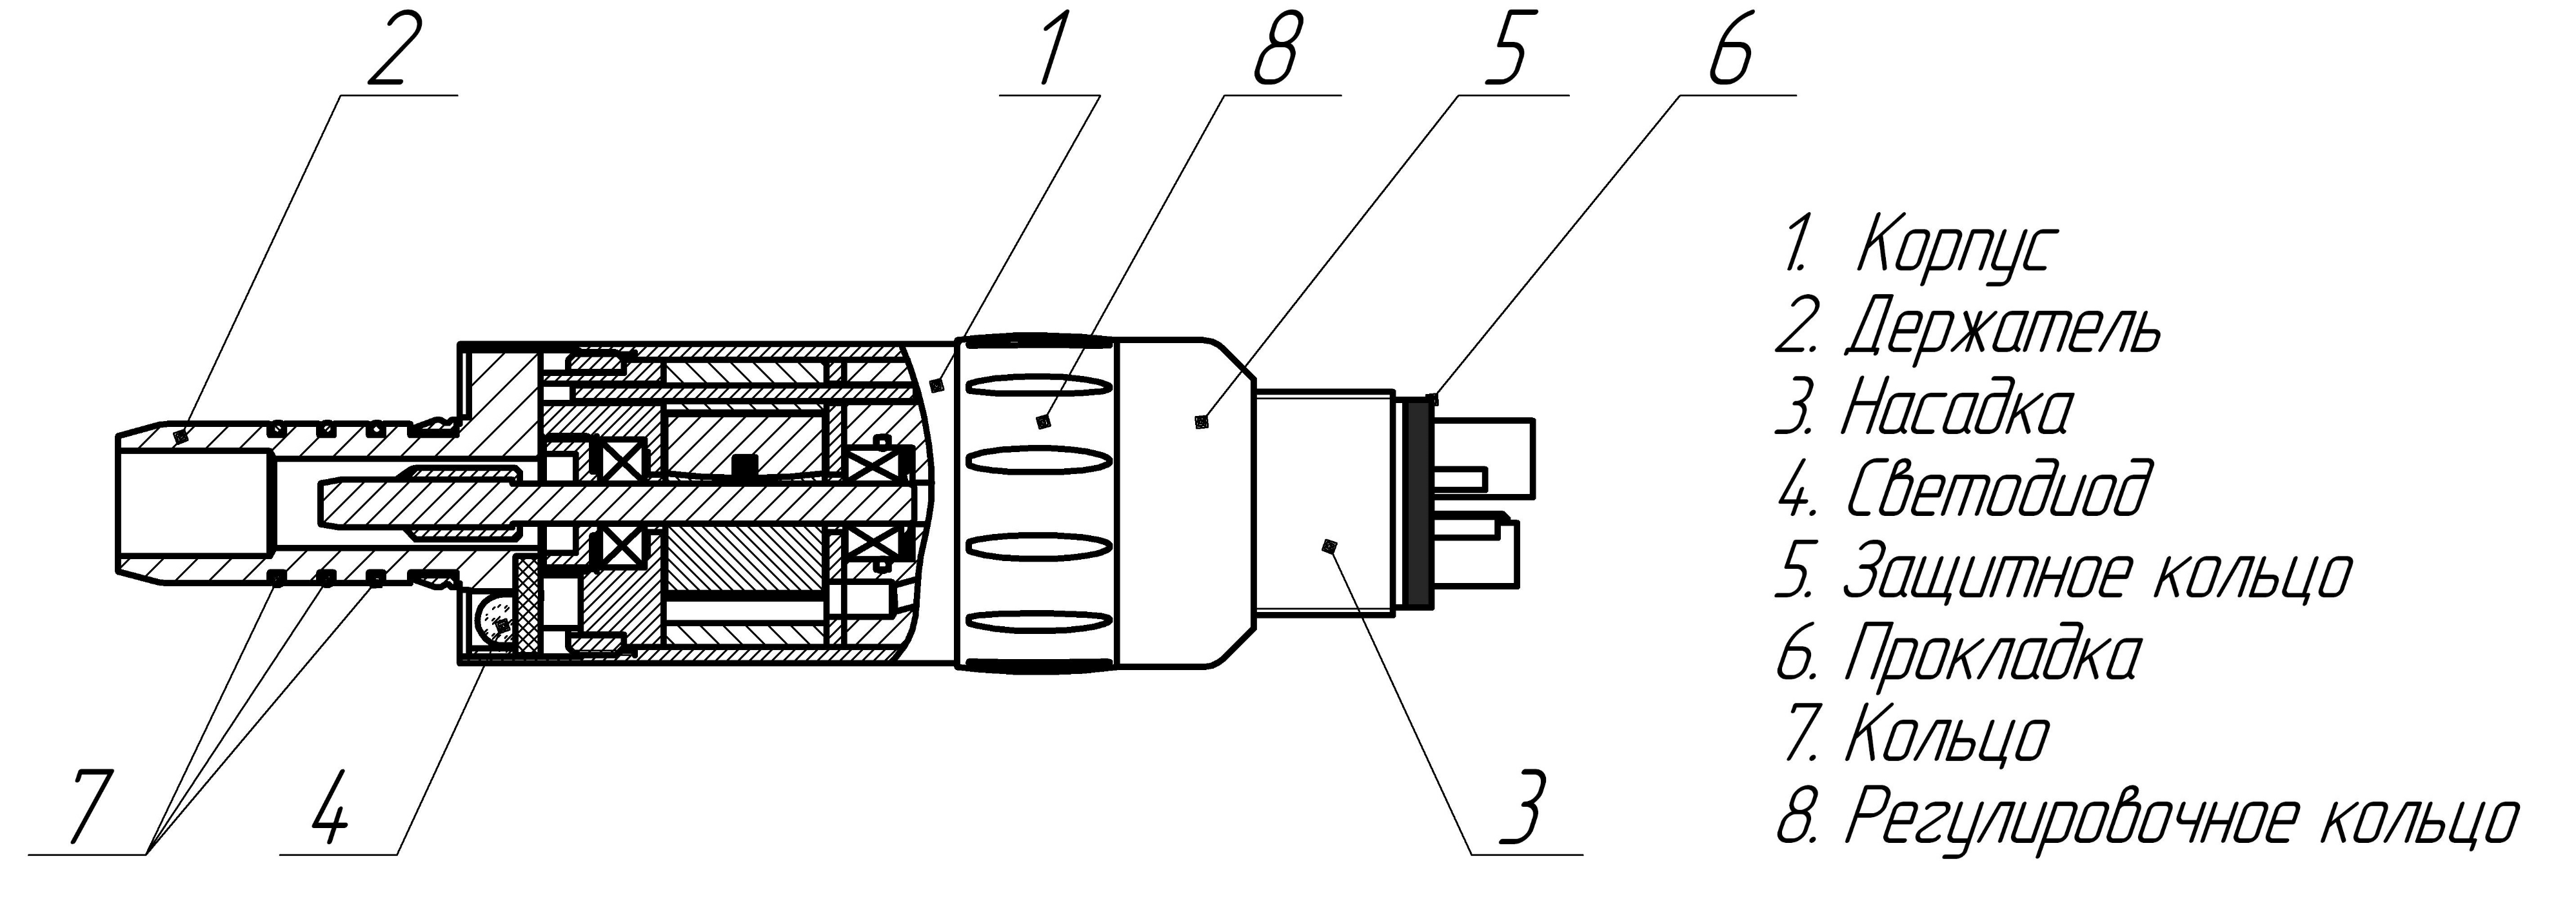 2 1 8 5 6
1. Корпус
2. Держатель
3. Насадка
4. Светодиод
5. Защитное кольцо
6. Прокладка
7. Кольцо
8. Регулировочное кольцо
7 4 3